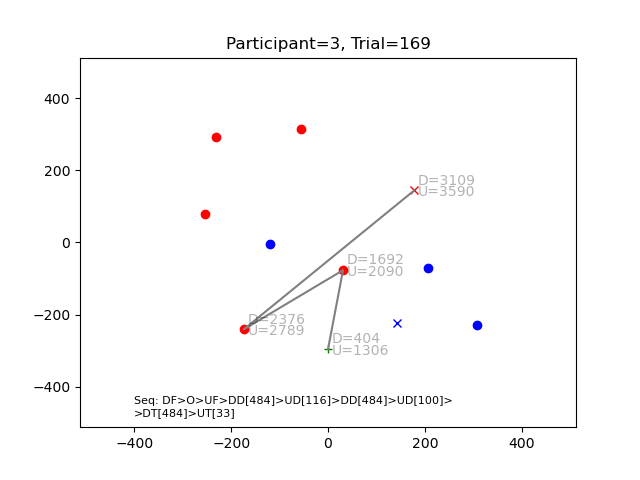 Participant=3, Trial=169
400
200
0
−200
−400
D=3109
U=3590
D=1692
U=2090
D=2376
U=2789
D=404
U=1306
Seq: DF>O>UF>DD[484]>UD[116]>DD[484]>UD[100]>
>DT[484]>UT[33]
−400 −200 0 200 400